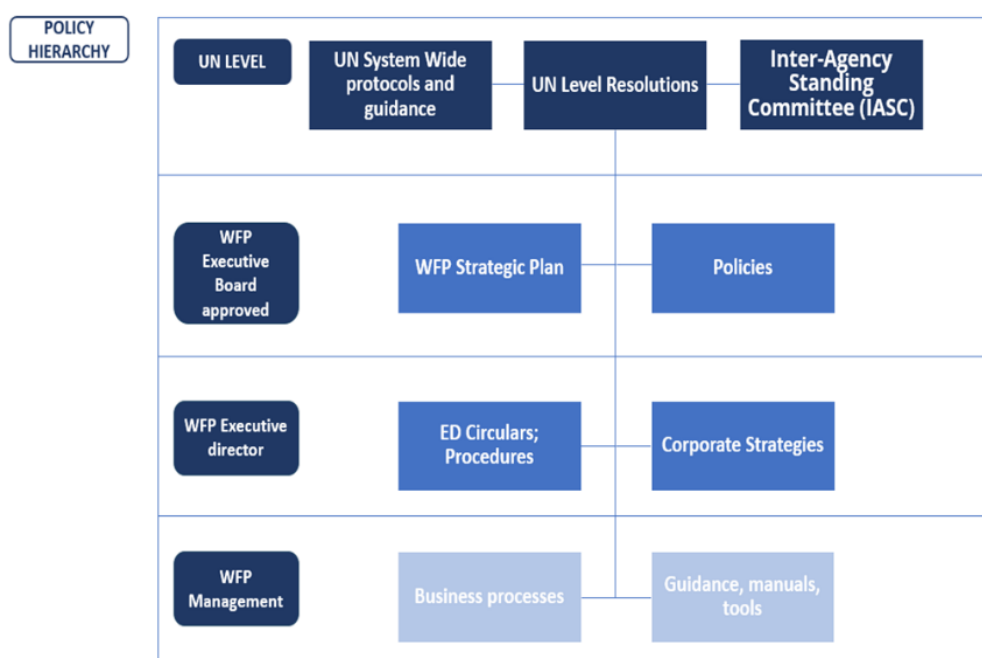 POLICY
HIERARCHY
UN LEVEL
UN System Wide
protocols and
guidance
UN Level Resolutions
Inter-Agency
Standing
Committee (IASC)
WFP
Executive
Board
approved
WFP Strategic Plan
Policies
WFP Executive
director
ED Circulars;
Procedures
Corporate Strategies
WFP
Management
Business processes
Guidance, manuals,
tools